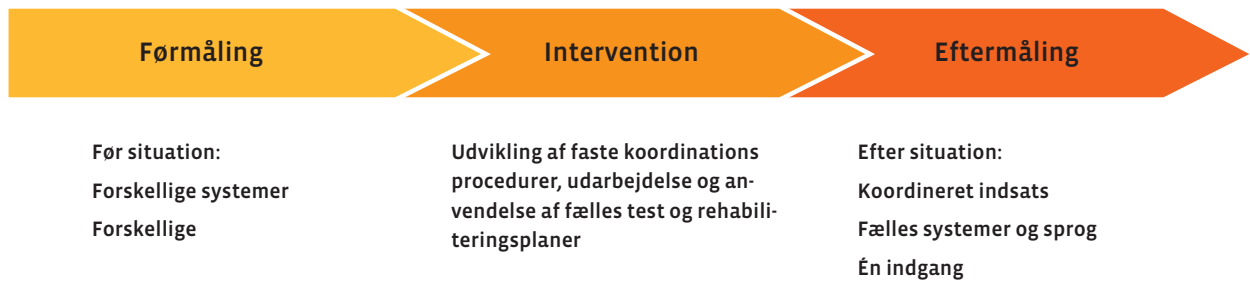 Førmåling
Intervention
Eftermåling
Før situation:
Forskellige systemer
Forskellige
Udvikling af faste koordinations
procedurer, udarbejdelse og an-
vendelse af fælles test og rehabili-
teringsplaner
Efter situation:
Koordineret indsats
Fælles systemer og sprog
Én indgang